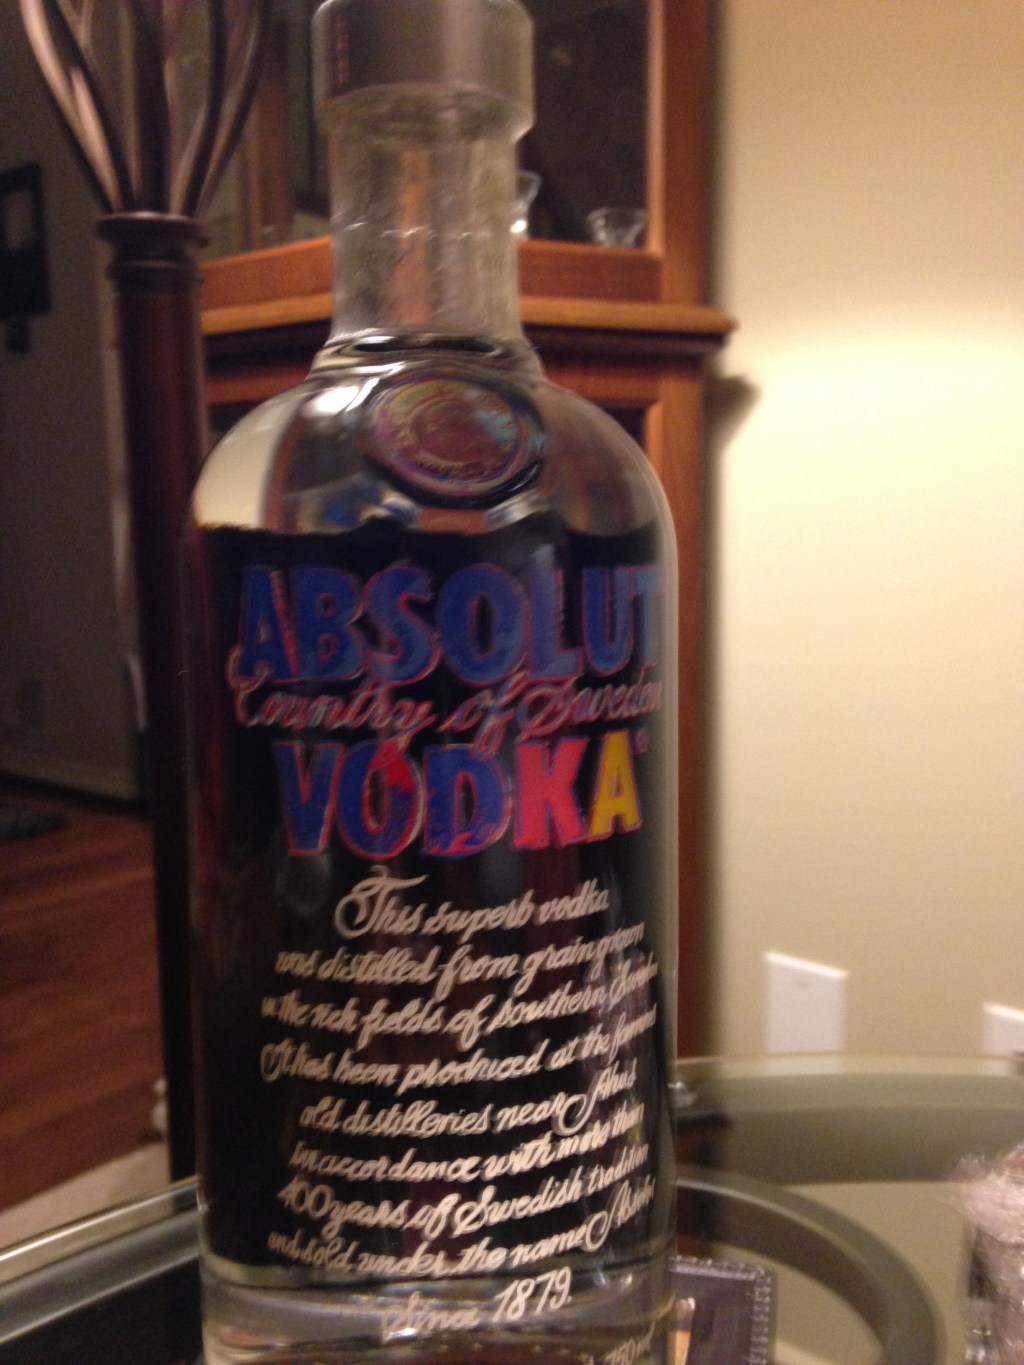 ABSOLUT
Country of Sweden
VODKA
This superb vodka
was distilled from grain grown
in the rich fields of southern Sweden
It has been produced at the famous
old distilleries near Åhus
in accordance with more than
400 years of Swedish tradition
and sold under the name Absolut
Since 1879.
750 ml